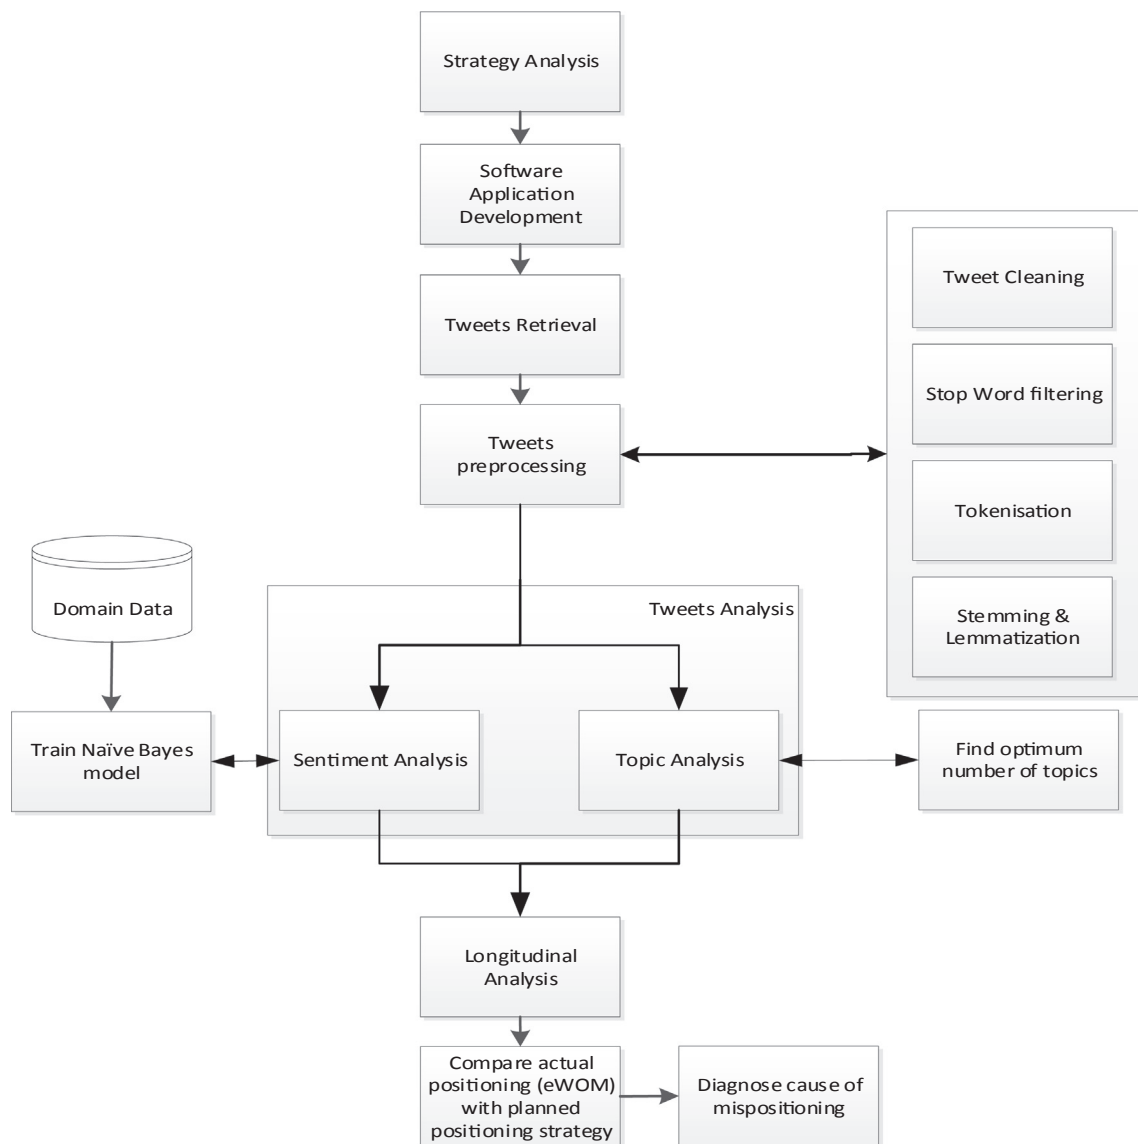 Strategy Analysis
Software
Application
Development
Tweets Retrieval
Tweets
preprocessing
Tweet Cleaning
Stop Word filtering
Tokenisation
Stemming &
Lemmatization
Domain Data
Train Naïve Bayes
model
Tweets Analysis
Sentiment Analysis
Topic Analysis
Find optimum
number of topics
Longitudinal
Analysis
Compare actual
positioning (eWOM)
with planned
positioning strategy
Diagnose cause of
mispositioning